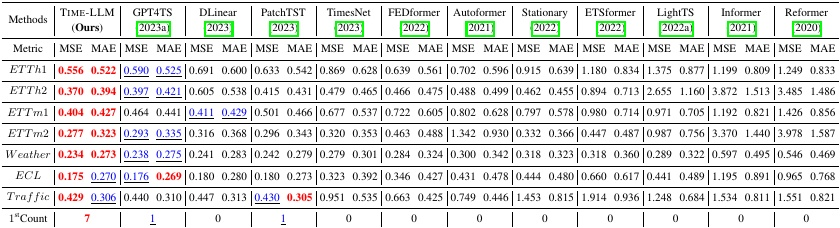 Methods TIME-LLM GPT4TS DLinear PatchTST TimesNet FEDformer Autoformer Stationary ETSformer LightTS Informer Reformer
(Ours) (2023a) (2023) (2023) (2023) (2022) (2021) (2022) (2022) (2022a) (2021) (2020)
Metric MSE MAE MSE MAE MSE MAE MSE MAE MSE MAE MSE MAE MSE MAE MSE MAE MSE MAE MSE MAE MSE MAE MSE MAE
ETTh1 0.556 0.522 0.590 0.525 0.691 0.600 0.633 0.542 0.869 0.628 0.639 0.561 0.702 0.596 0.915 0.639 1.180 0.834 1.375 0.877 1.199 0.809 1.249 0.833
ETTh2 0.370 0.394 0.397 0.421 0.605 0.538 0.415 0.431 0.479 0.465 0.466 0.475 0.488 0.499 0.462 0.455 0.894 0.713 2.655 1.160 3.872 1.513 3.485 1.486
ETTm1 0.404 0.427 0.464 0.441 0.411 0.429 0.501 0.466 0.677 0.537 0.722 0.605 0.802 0.628 0.797 0.578 0.980 0.714 0.971 0.705 1.192 0.821 1.426 0.856
ETTm2 0.277 0.323 0.293 0.335 0.316 0.368 0.296 0.343 0.320 0.353 0.463 0.488 1.342 0.930 0.332 0.366 0.447 0.487 0.987 0.756 3.370 1.440 3.978 1.587
Weather 0.234 0.273 0.238 0.275 0.241 0.283 0.242 0.279 0.279 0.301 0.284 0.324 0.300 0.342 0.318 0.323 0.318 0.360 0.289 0.322 0.597 0.495 0.546 0.469
ECL 0.175 0.270 0.176 0.269 0.180 0.280 0.180 0.273 0.323 0.392 0.346 0.427 0.431 0.478 0.444 0.480 0.660 0.617 0.441 0.489 1.195 0.891 0.965 0.768
Traffic 0.429 0.306 0.440 0.310 0.447 0.313 0.430 0.305 0.951 0.535 0.663 0.425 0.749 0.446 1.453 0.815 1.914 0.936 1.248 0.684 1.534 0.811 1.551 0.821
1stCount 7 1 0 1 0 0 0 0 0 0 0 0